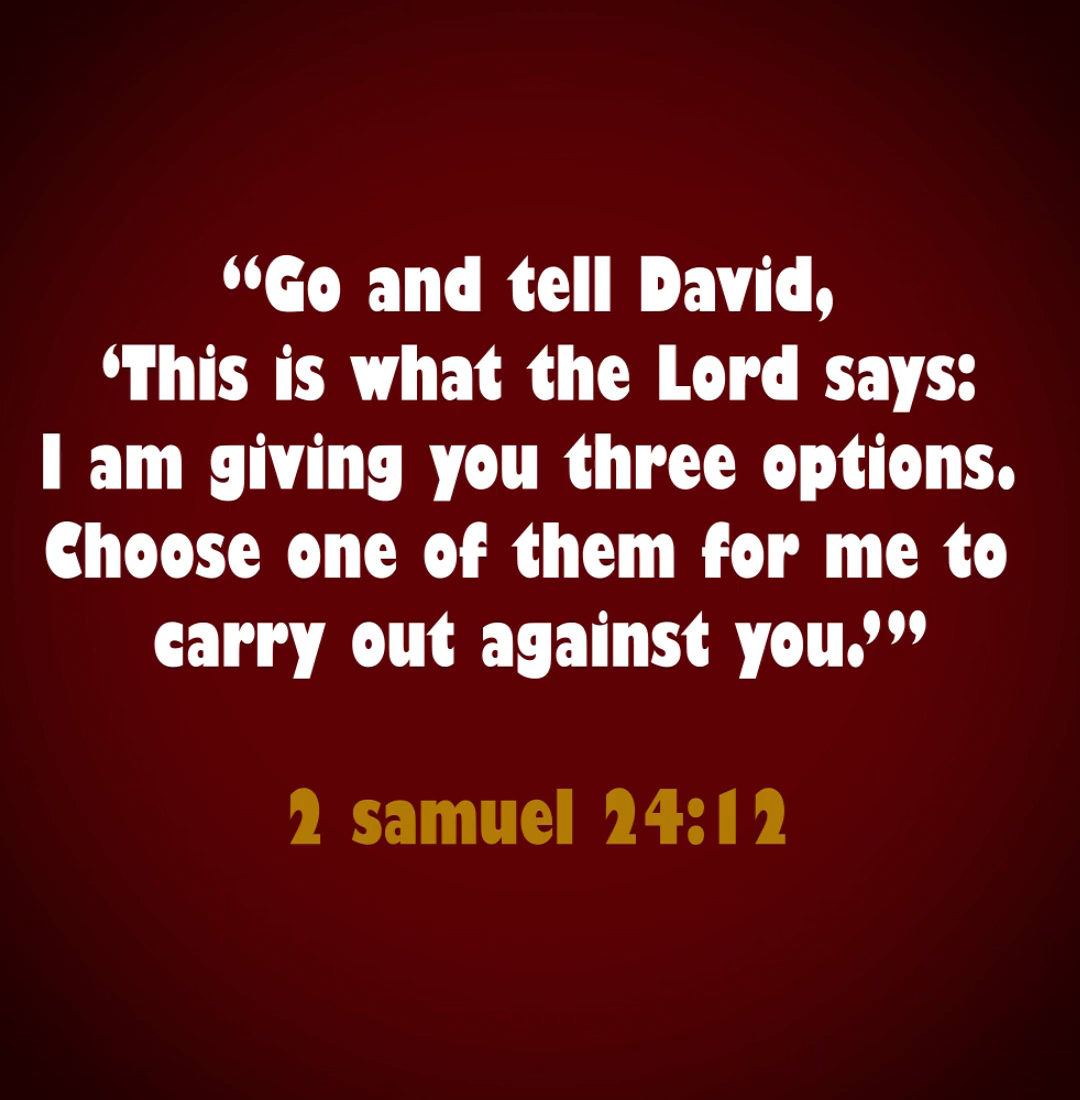 “Go and tell David,
‘This is what the Lord says:
I am giving you three options.
Choose one of them for me to
carry out against you.’”
2 samuel 24:12